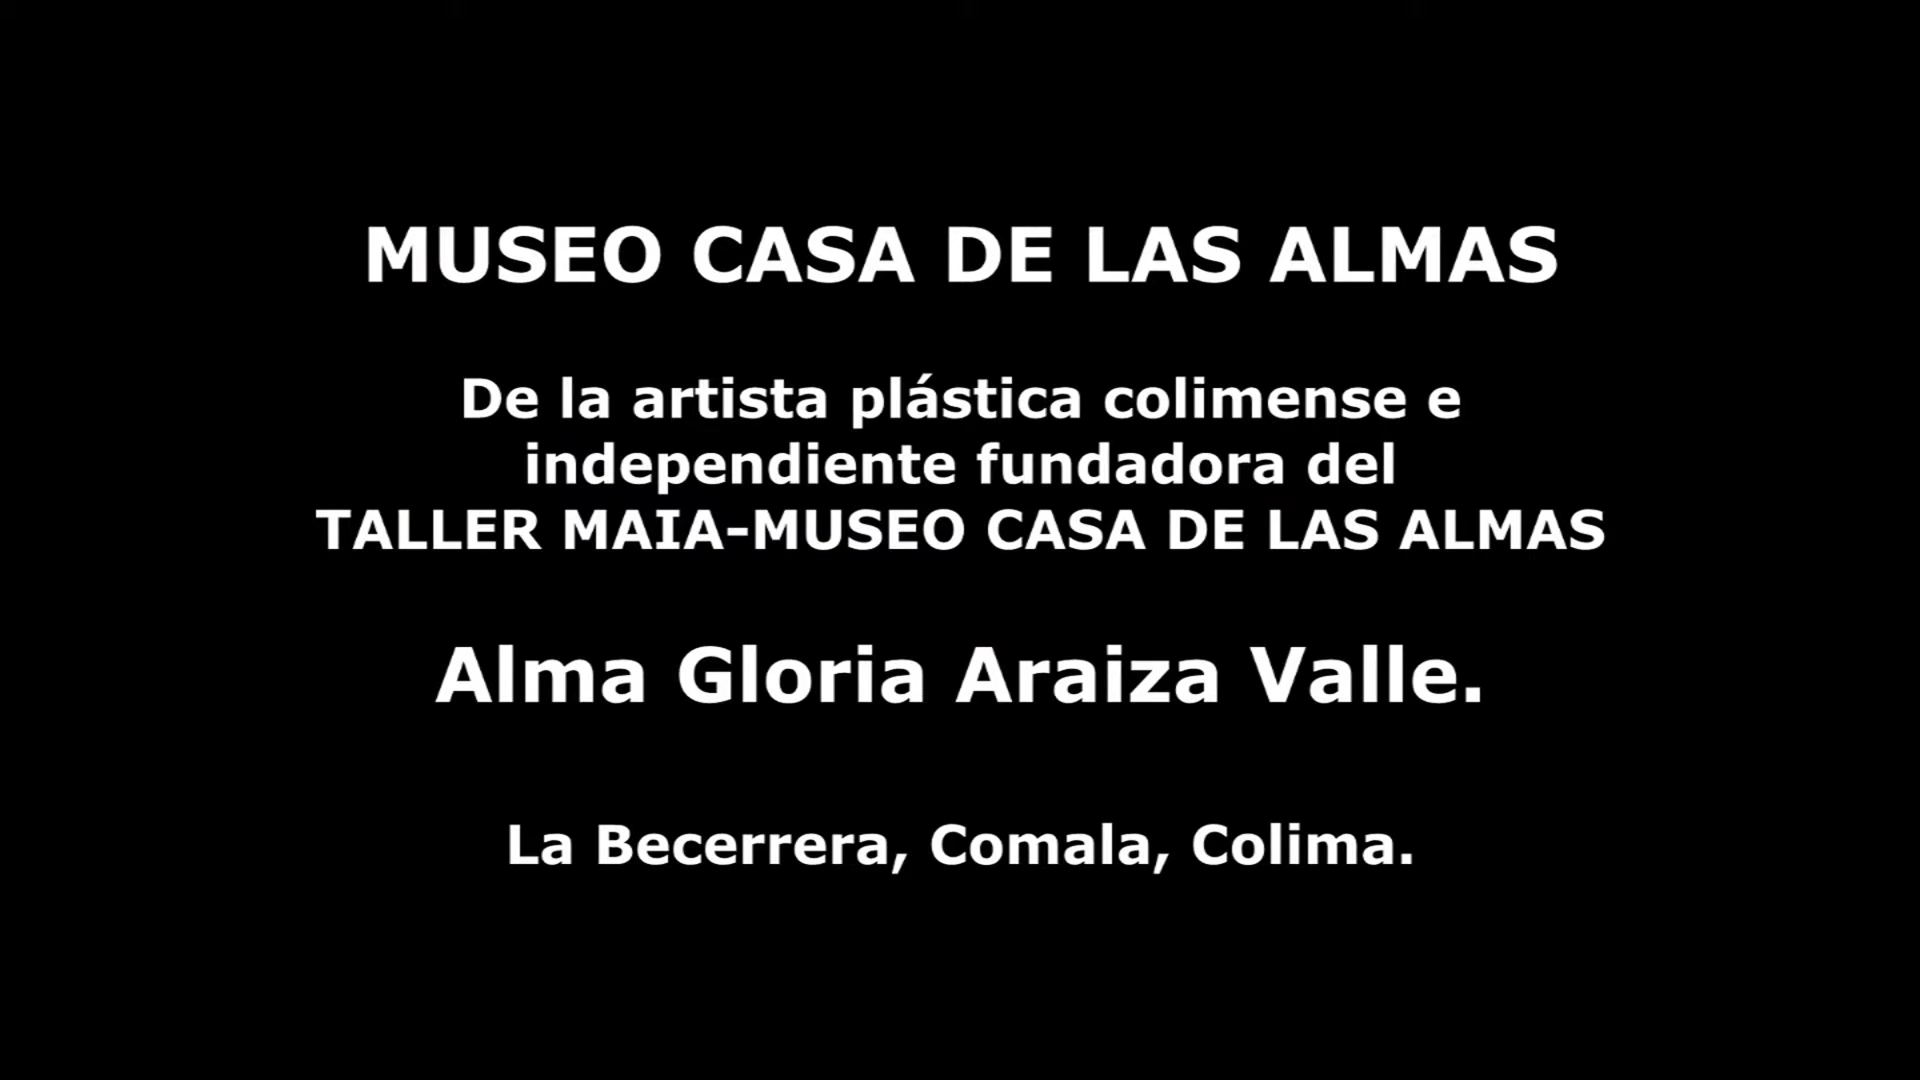 MUSEO CASA DE LAS ALMAS
De la artista plástica colimense e
independiente fundadora del
TALLER MAIA-MUSEO CASA DE LAS ALMAS
Alma Gloria Araiza Valle.
La Becerrera, Comala, Colima.